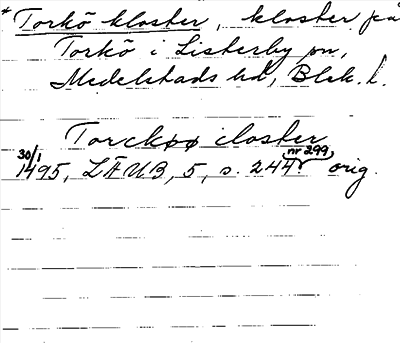 * Torkö kloster, kloster på
Torkö i Listerby sn,
Medelstads hd, Blek. l.
Torckøø closter
30/1 nr 299
1495, LÄUB, 5, s. 244 orig.